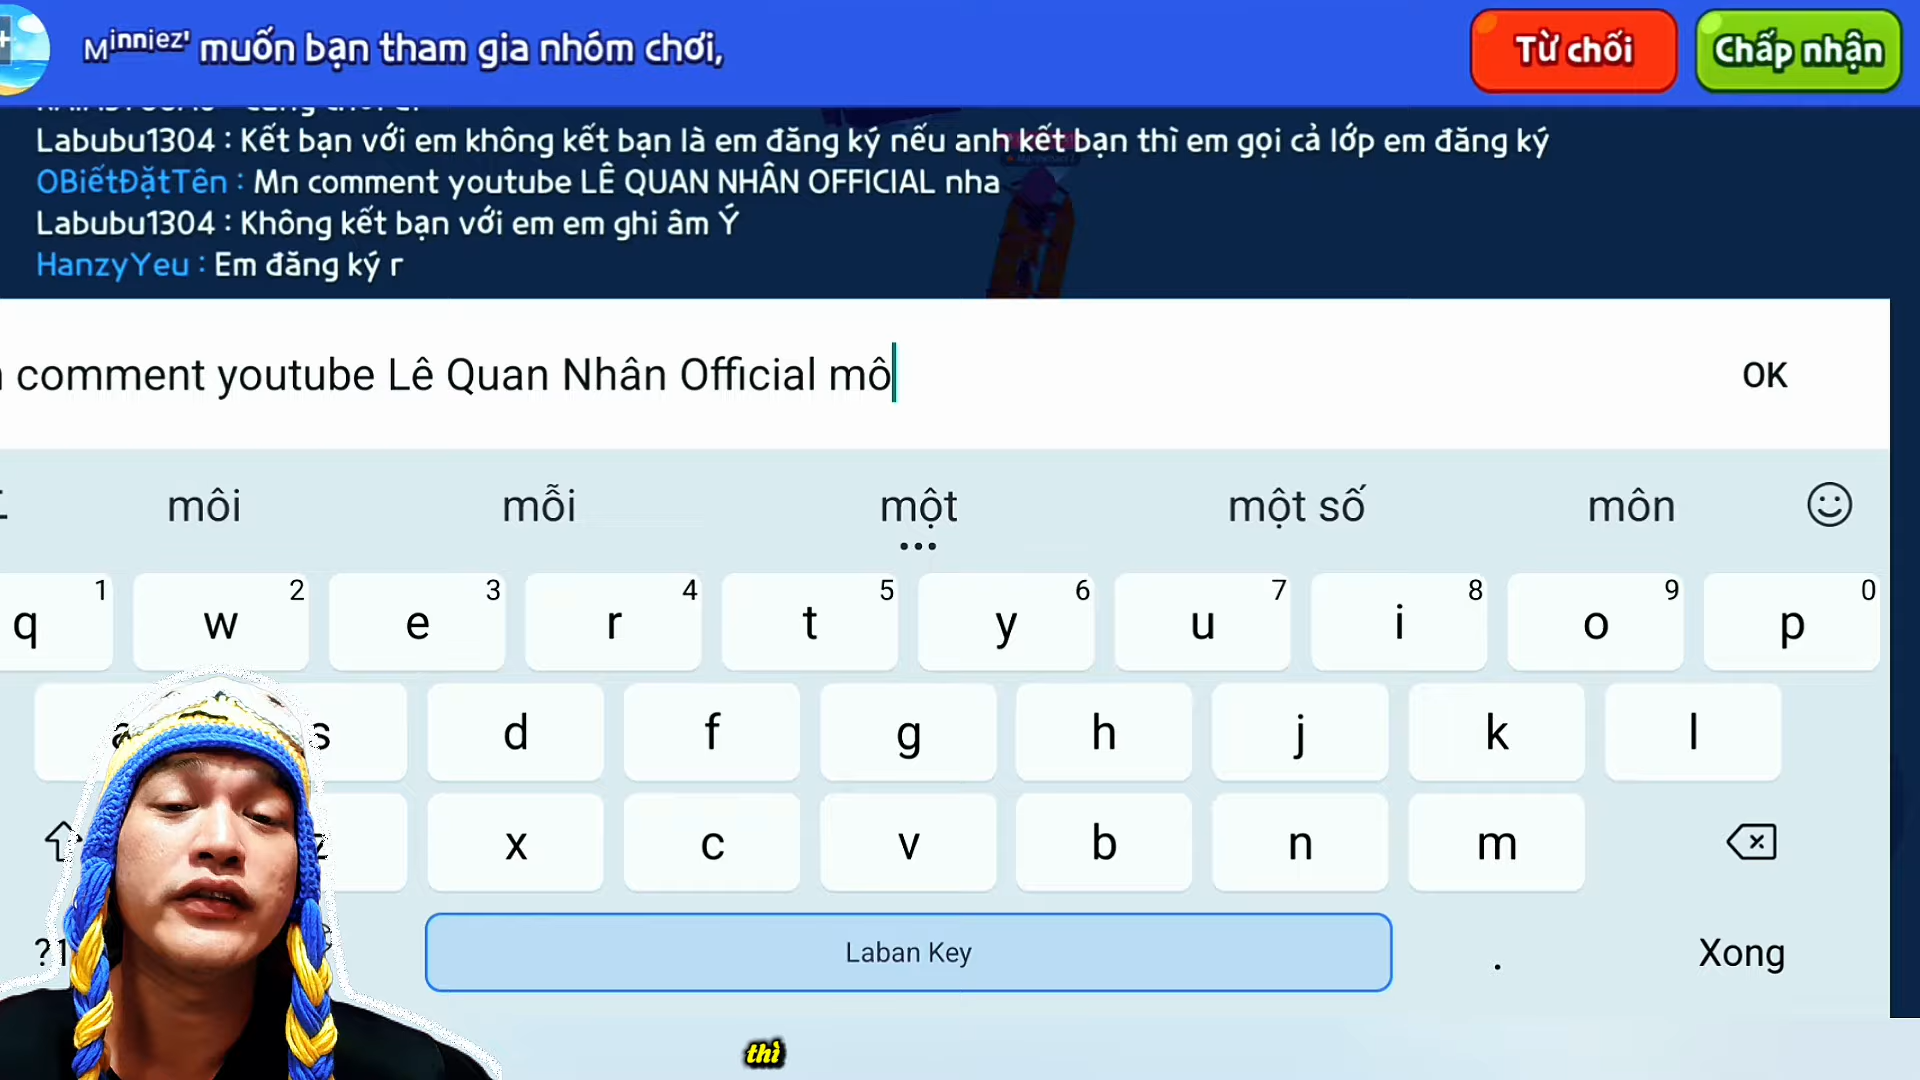 Minniez' muốn bạn tham gia nhóm chơi,
Từ chối
Chấp nhận
Labubu1304 : Kết bạn với em không kết bạn là em đăng ký nếu anh kết bạn thì em gọi cả lớp em đăng ký
OBiếtĐặtTên : Mn comment youtube LÊ QUAN NHÂN OFFICIAL nha
Labubu1304 : Không kết bạn với em em ghi âm Ý
HanzyYeu : Em đăng ký r
comment youtube Lê Quan Nhân Official mô
OK
môi mỗi một một số môn
1 2 3 4 5 6 7 8 9 0
q w e r t y u i o p
a s d f g h j k l
z x c v b n m
?1
Laban Key
.
Xong
thì